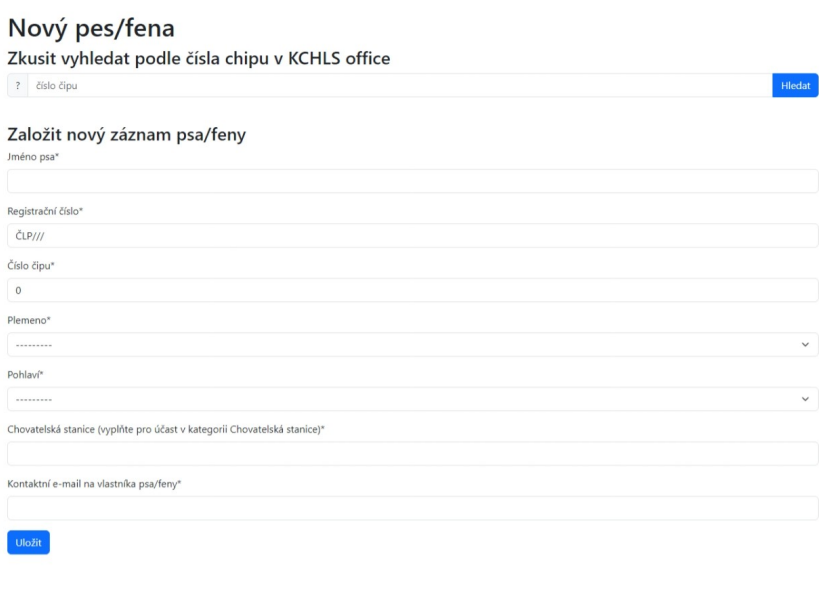 Nový pes/fena
Zkusit vyhledat podle čísla chipu v KCHLS office
? číslo čipu Hledat
Založit nový záznam psa/feny
Jméno psa*
Registrační číslo*
ČLP///
Číslo čipu*
0
Plemeno*
---------
Pohlaví*
---------
Chovatelská stanice (vyplňte pro účast v kategorii Chovatelská stanice)*
Kontaktní e-mail na vlastníka psa/feny*
Uložit